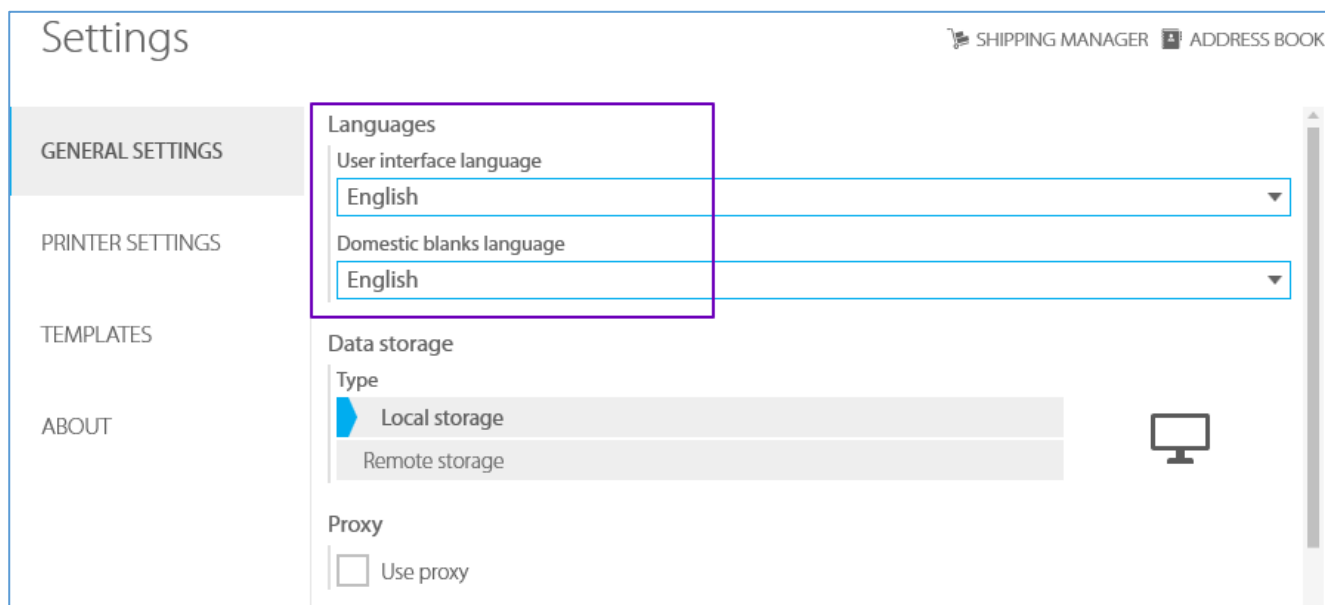 Settings
SHIPPING MANAGER ADDRESS BOOK
GENERAL SETTINGS
PRINTER SETTINGS
TEMPLATES
ABOUT
Languages
User interface language
English
Domestic blanks language
English
Data storage
Type
Local storage
Remote storage
Proxy
Use proxy